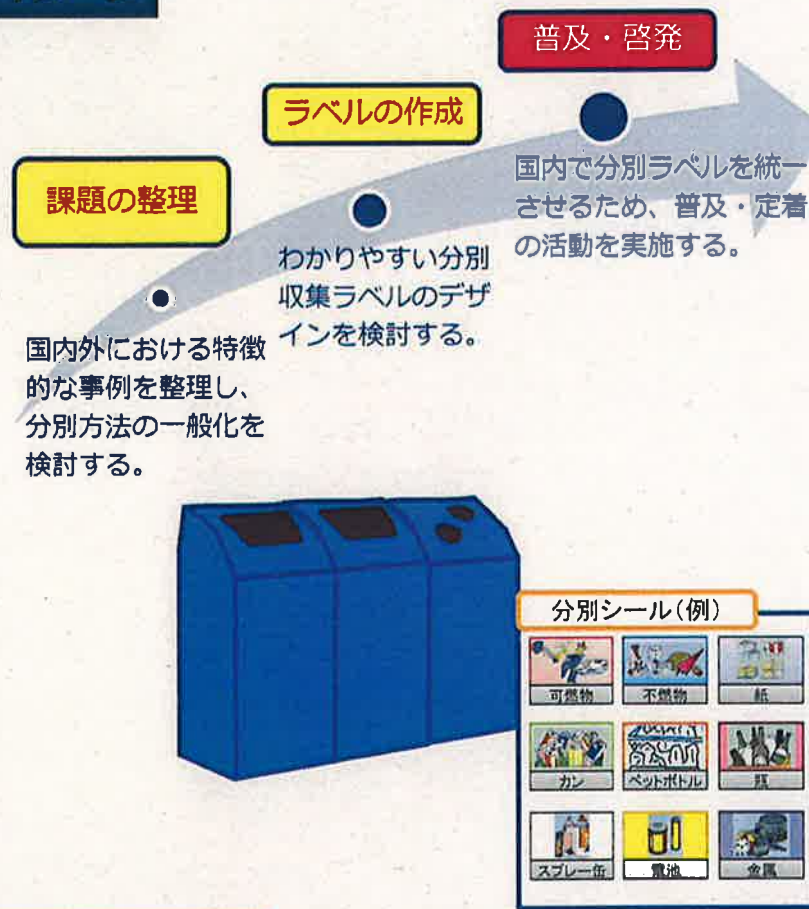 普及・啓発
ラベルの作成
課題の整理
国内で分別ラベルを統一
させるため、普及・定着
の活動を実施する。
わかりやすい分別
収集ラベルのデザ
インを検討する。
国内外における特徴
的な事例を整理し、
分別方法の一般化を
検討する。
分別シール(例)
可燃物
不燃物
紙
カン
ペットボトル
瓶
スプレー缶
電池
金属